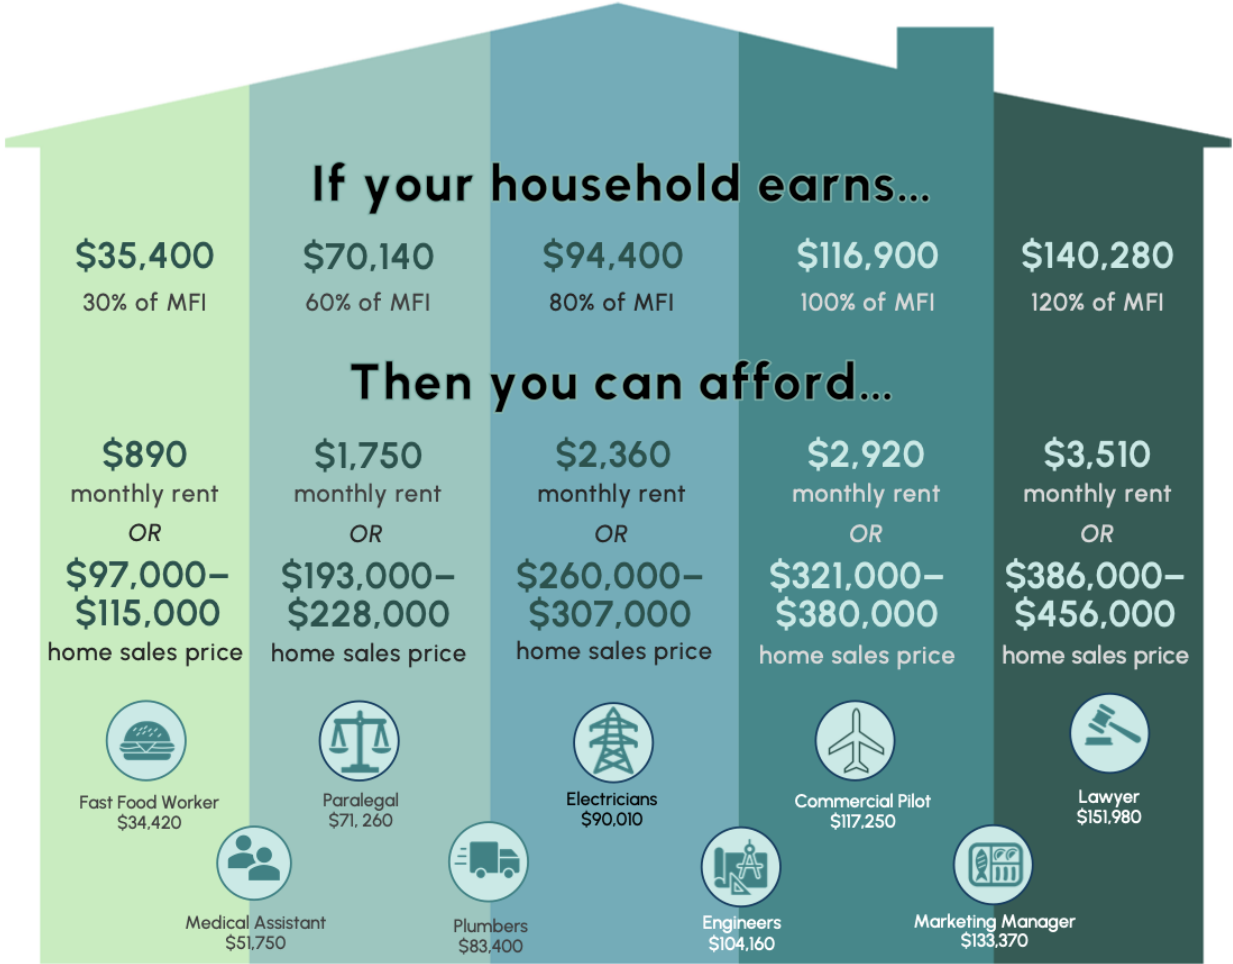 If your household earns...
$35,400
30% of MFI
$70,140
60% of MFI
$94,400
80% of MFI
$116,900
100% of MFI
$140,280
120% of MFI
Then you can afford...
$890
monthly rent
OR
$97,000–
$115,000
home sales price
$1,750
monthly rent
OR
$193,000–
$228,000
home sales price
$2,360
monthly rent
OR
$260,000–
$307,000
home sales price
$2,920
monthly rent
OR
$321,000–
$380,000
home sales price
$3,510
monthly rent
OR
$386,000–
$456,000
home sales price
Fast Food Worker
$34,420
Medical Assistant
$51,750
Paralegal
$71, 260
Plumbers
$83,400
Electricians
$90,010
Engineers
$104,160
Commercial Pilot
$117,250
Marketing Manager
$133,370
Lawyer
$151,980